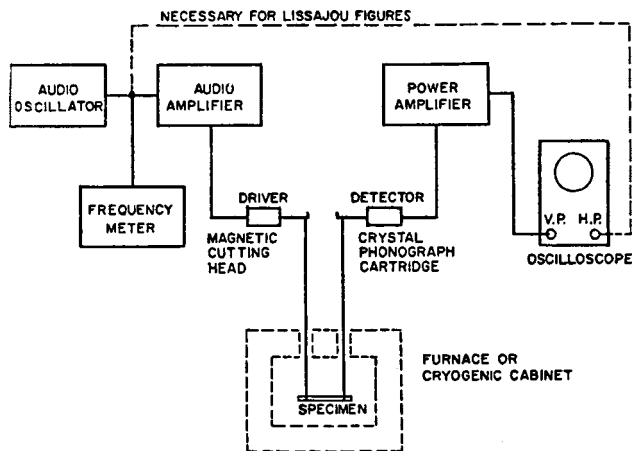 NECESSARY FOR LISSAJOU FIGURES
AUDIO
OSCILLATOR
AUDIO
AMPLIFIER
POWER
AMPLIFIER
FREQUENCY
METER
DRIVER
MAGNETIC
CUTTING
HEAD
DETECTOR
CRYSTAL
PHONOGRAPH
CARTRIDGE
V.P. H.P.
OSCILLOSCOPE
FURNACE OR
CRYOGENIC CABINET
SPECIMEN